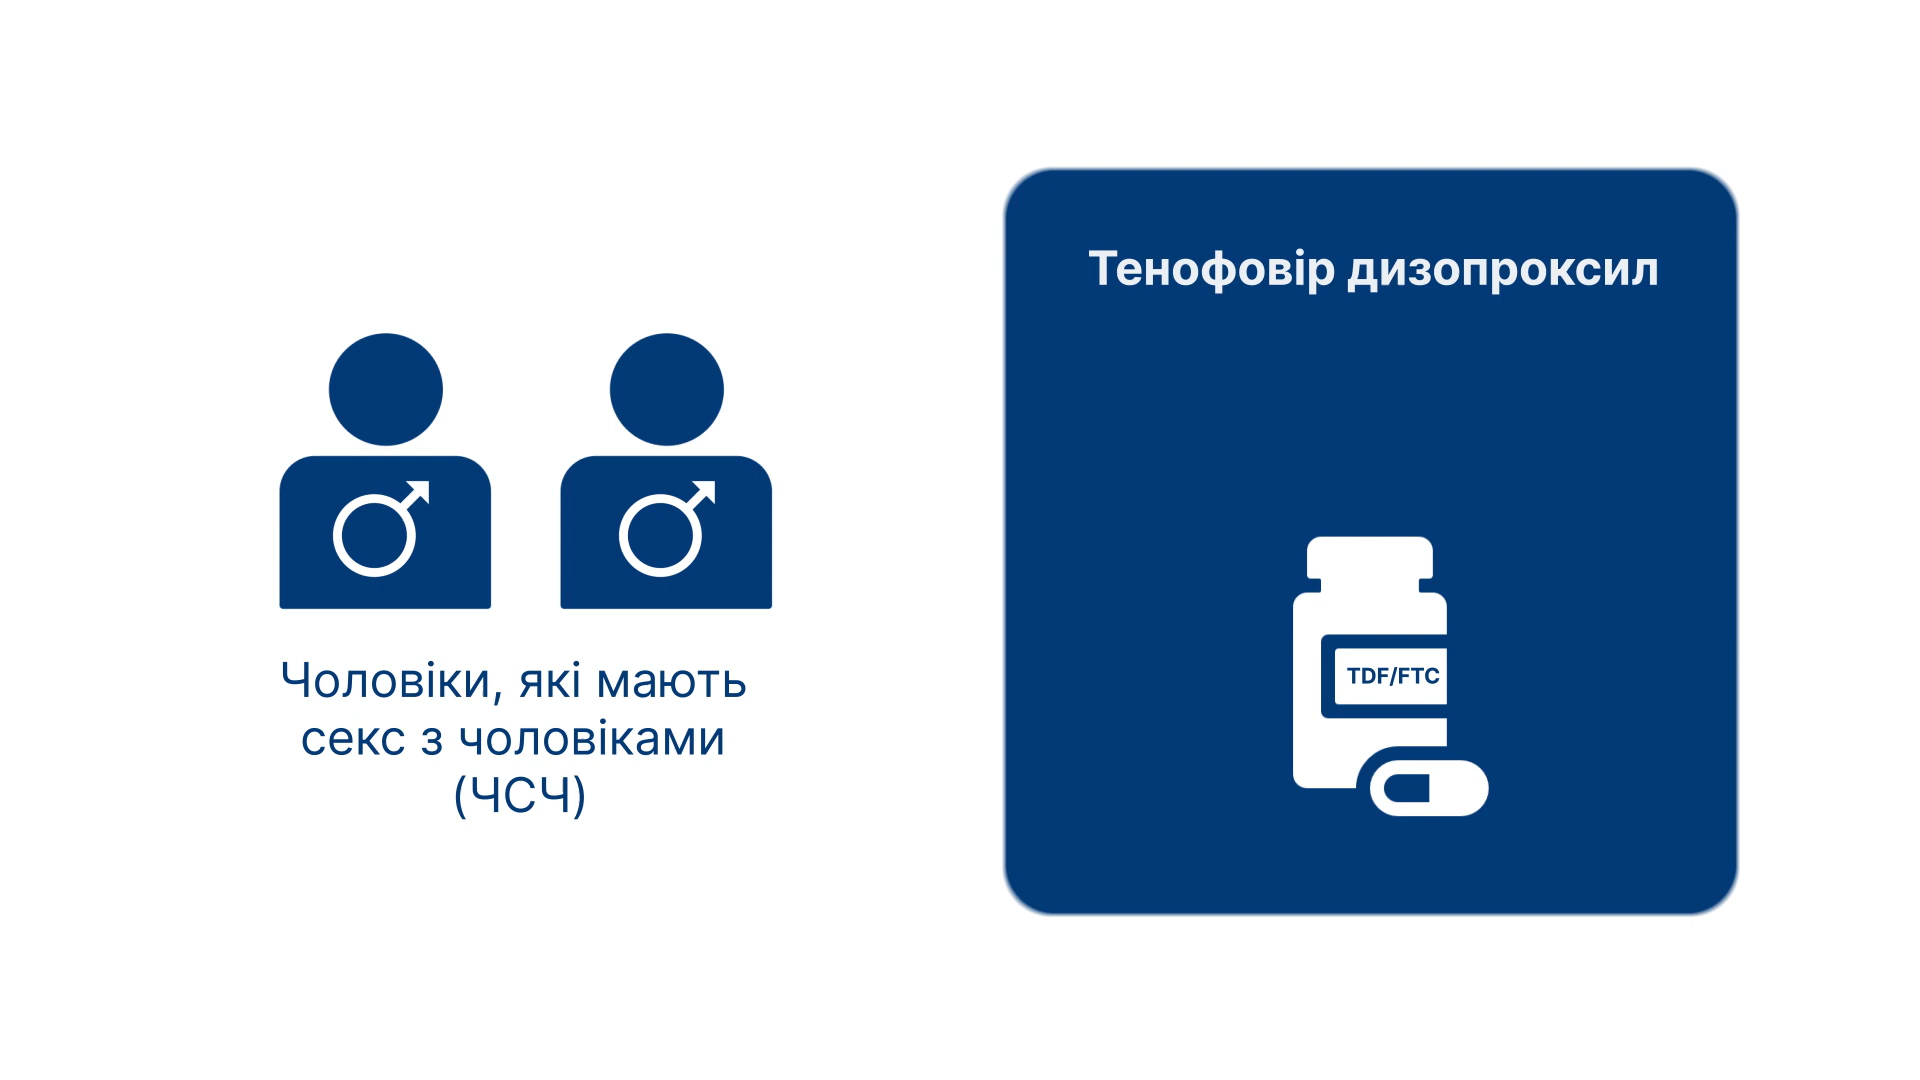 Чоловіки, які мають
секс з чоловіками
(ЧСЧ)
Тенофовір дизопроксил
TDF/FTC